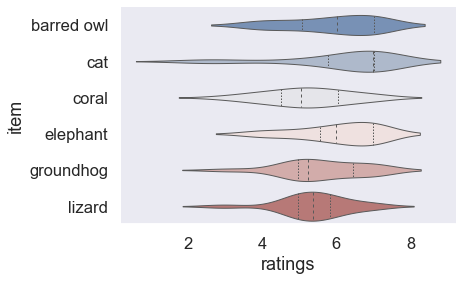 barred owl
cat
coral
elephant
groundhog
lizard
item
2 4 6 8
ratings